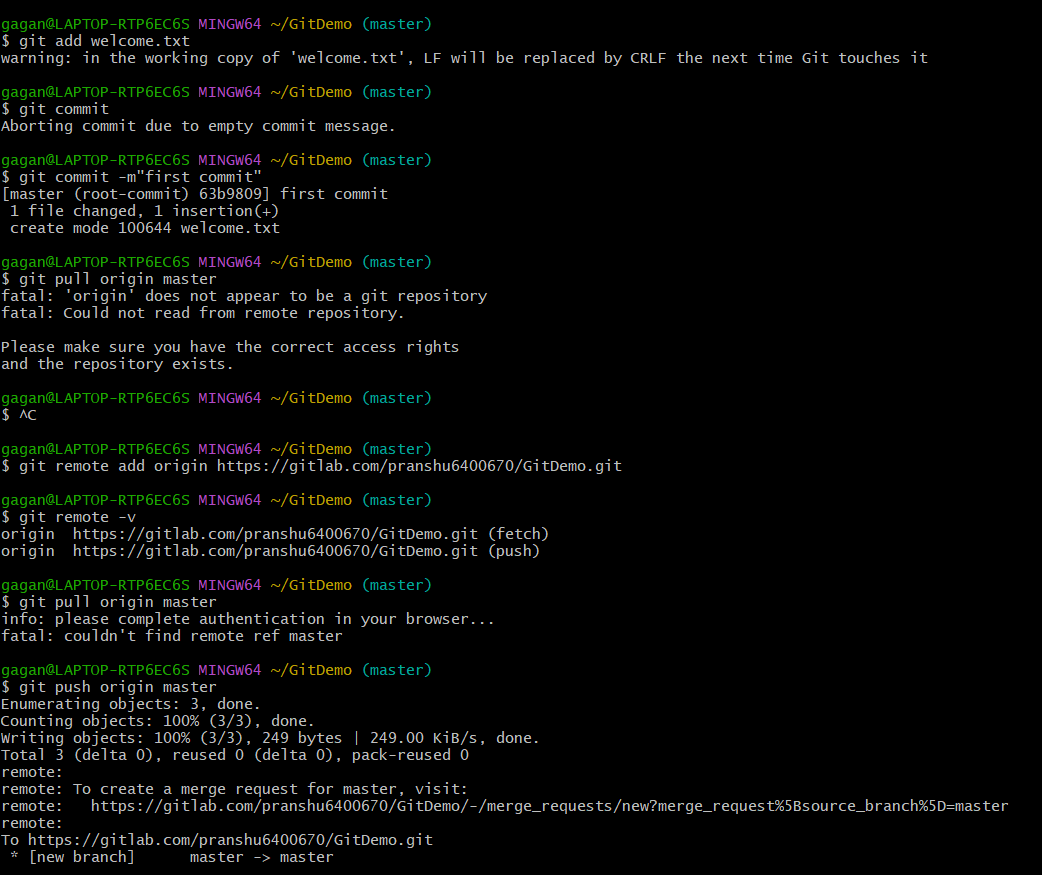 gagan@LAPTOP-RTP6EC6S MINGW64 ~/GitDemo (master)
$ git add welcome.txt
warning: in the working copy of 'welcome.txt', LF will be replaced by CRLF the next time Git touches it
gagan@LAPTOP-RTP6EC6S MINGW64 ~/GitDemo (master)
$ git commit
Aborting commit due to empty commit message.
gagan@LAPTOP-RTP6EC6S MINGW64 ~/GitDemo (master)
$ git commit -m"first commit"
[master (root-commit) 63b9809] first commit
 1 file changed, 1 insertion(+)
 create mode 100644 welcome.txt
gagan@LAPTOP-RTP6EC6S MINGW64 ~/GitDemo (master)
$ git pull origin master
fatal: 'origin' does not appear to be a git repository
fatal: Could not read from remote repository.
Please make sure you have the correct access rights
and the repository exists.
gagan@LAPTOP-RTP6EC6S MINGW64 ~/GitDemo (master)
$ ^C
gagan@LAPTOP-RTP6EC6S MINGW64 ~/GitDemo (master)
$ git remote add origin https://gitlab.com/pranshu6400670/GitDemo.git
gagan@LAPTOP-RTP6EC6S MINGW64 ~/GitDemo (master)
$ git remote -v
origin  https://gitlab.com/pranshu6400670/GitDemo.git (fetch)
origin  https://gitlab.com/pranshu6400670/GitDemo.git (push)
gagan@LAPTOP-RTP6EC6S MINGW64 ~/GitDemo (master)
$ git pull origin master
info: please complete authentication in your browser...
fatal: couldn't find remote ref master
gagan@LAPTOP-RTP6EC6S MINGW64 ~/GitDemo (master)
$ git push origin master
Enumerating objects: 3, done.
Counting objects: 100% (3/3), done.
Writing objects: 100% (3/3), 249 bytes | 249.00 KiB/s, done.
Total 3 (delta 0), reused 0 (delta 0), pack-reused 0
remote:
remote: To create a merge request for master, visit:
remote:   https://gitlab.com/pranshu6400670/GitDemo/-/merge_requests/new?merge_request%5Bsource_branch%5D=master
remote:
To https://gitlab.com/pranshu6400670/GitDemo.git
 * [new branch]      master -> master